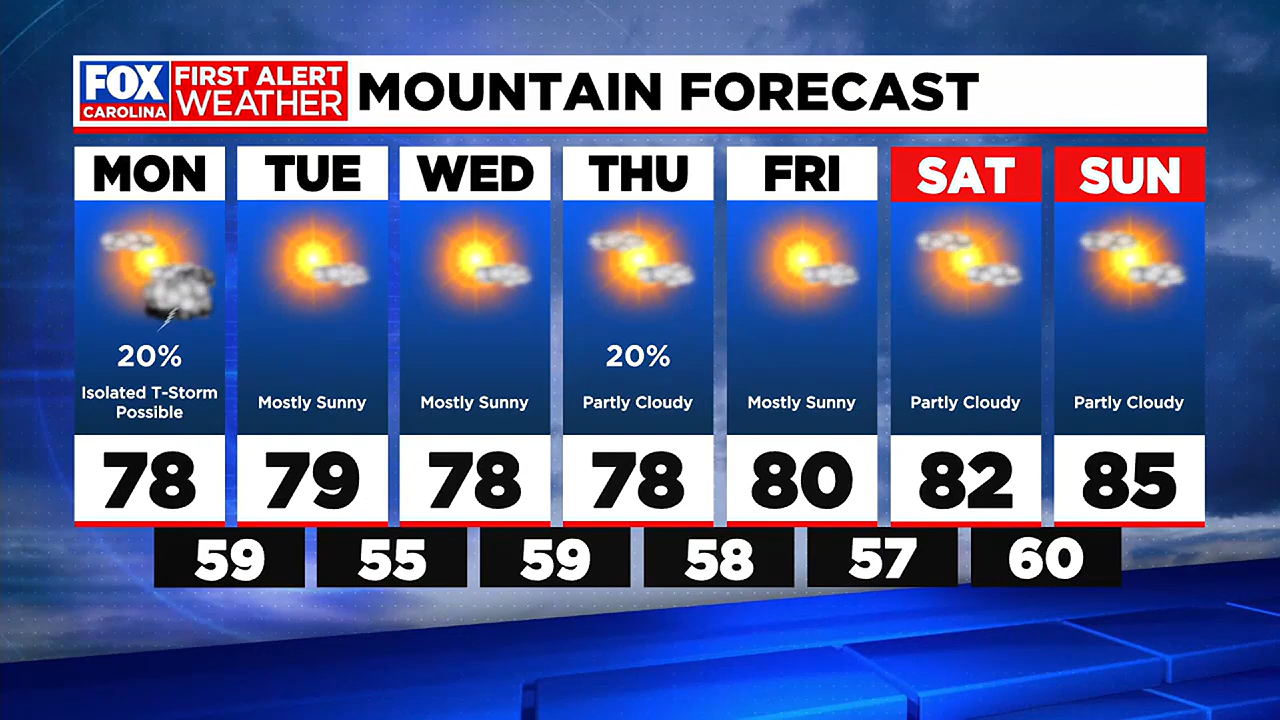 FOX
CAROLINA
FIRST ALERT
WEATHER
MOUNTAIN FORECAST
MON
TUE
WED
THU
FRI
SAT
SUN
20%
20%
Isolated T-Storm
Possible
Mostly Sunny
Mostly Sunny
Partly Cloudy
Mostly Sunny
Partly Cloudy
Partly Cloudy
78
79
78
78
80
82
85
59
55
59
58
57
60